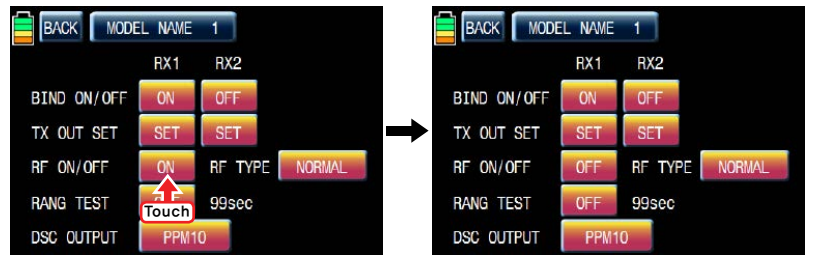 BACK MODEL NAME 1
RX1 RX2
BIND ON/OFF ON OFF
TX OUT SET SET SET
RF ON/OFF ON RF TYPE NORMAL
RANG TEST 99sec
Touch
DSC OUTPUT PPM10
BACK MODEL NAME 1
RX1 RX2
BIND ON/OFF ON OFF
TX OUT SET SET SET
RF ON/OFF OFF RF TYPE NORMAL
RANG TEST OFF 99sec
DSC OUTPUT PPM10